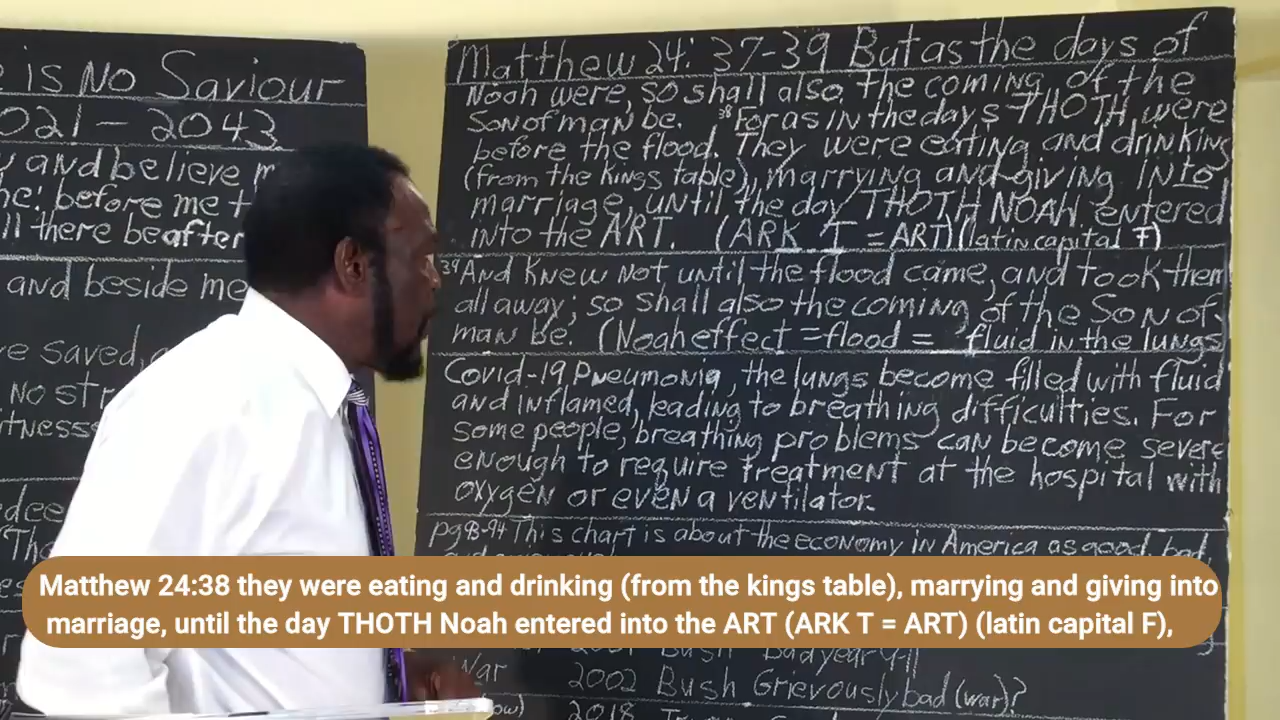 is No Saviour
021 – 2043
and believe m
he: before me t
ll there be after
and beside me
ve saved,
No str
itness
Matthew 24: 37-39 But as the days of
Noah were, so shall also the coming of the
Son of man be. 38 For as in the days THOTH, were
before the flood, They were eating and drinking
(from the kings table), marrying and giving INto
marriage, until the day THOTH NOAH entered
into the ART. (ARK T = ART) (latin capital F)
39 And knew not until the flood came, and took them
all away; so shall also the coming of the Son of
man be. (Noah effect = flood = fluid in the lungs
Covid-19 Pneumonia, the lungs become filled with fluid
and inflamed, leading to breathing difficulties. For
some people, breathing problems can become severe
enough to require treatment at the hospital with
oxygen or even a ventilator.
pg 93-94 This chart is about the economy in America as good, bad,
Matthew 24:38 they were eating and drinking (from the kings table), marrying and giving into
marriage, until the day THOTH Noah entered into the ART (ARK T = ART) (latin capital F),
Bush Bad year 9/11
War 2002 Bush Grievously bad (war)?
2018